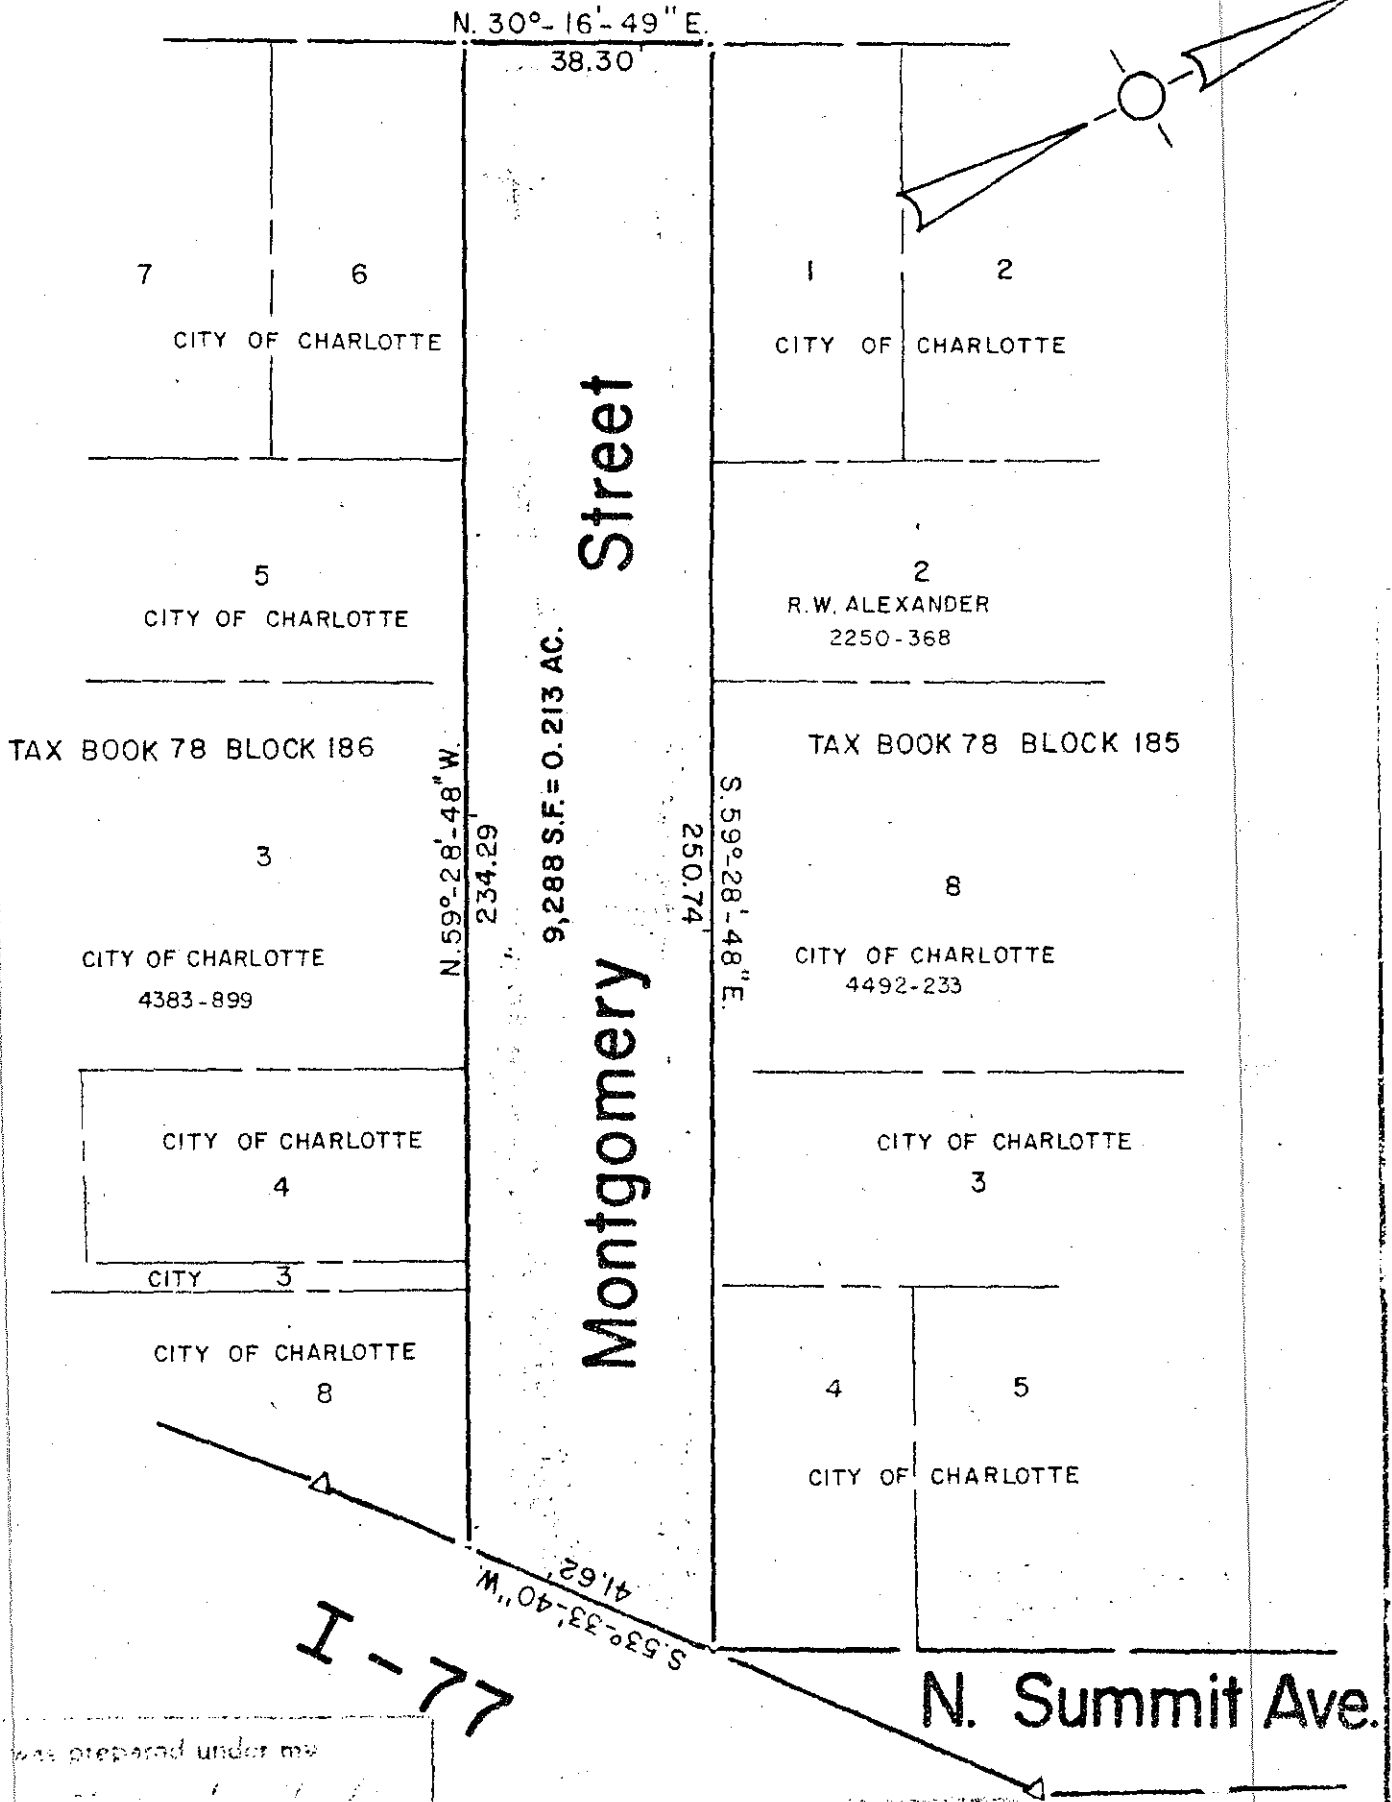 N. 30°-16'-49" E.
38.30'
7
6
CITY OF CHARLOTTE
1
2
CITY OF CHARLOTTE
5
CITY OF CHARLOTTE
2
R.W. ALEXANDER
2250-368
TAX BOOK 78 BLOCK 186
TAX BOOK 78 BLOCK 185
3
CITY OF CHARLOTTE
4383-899
N.59°-28'-48"W.
234.29'
9,288 S.F. = 0.213 AC.
Montgomery Street
250.74'
S.59°-28'-48"E.
8
CITY OF CHARLOTTE
4492-233
CITY OF CHARLOTTE
4
CITY OF CHARLOTTE
3
CITY 3
CITY OF CHARLOTTE
8
4
5
CITY OF CHARLOTTE
41.62'
S.53°-33'-40"W.
I-77
N. Summit Ave.
was prepared under my